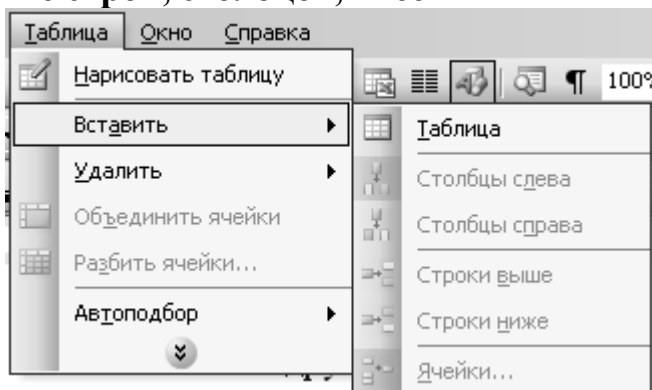 Таблица Окно Справка
Нарисовать таблицу
100%
Вставить
Таблица
Удалить
Столбцы слева
Объединить ячейки
Столбцы справа
Разбить ячейки...
Строки выше
Автоподбор
Строки ниже
Ячейки...